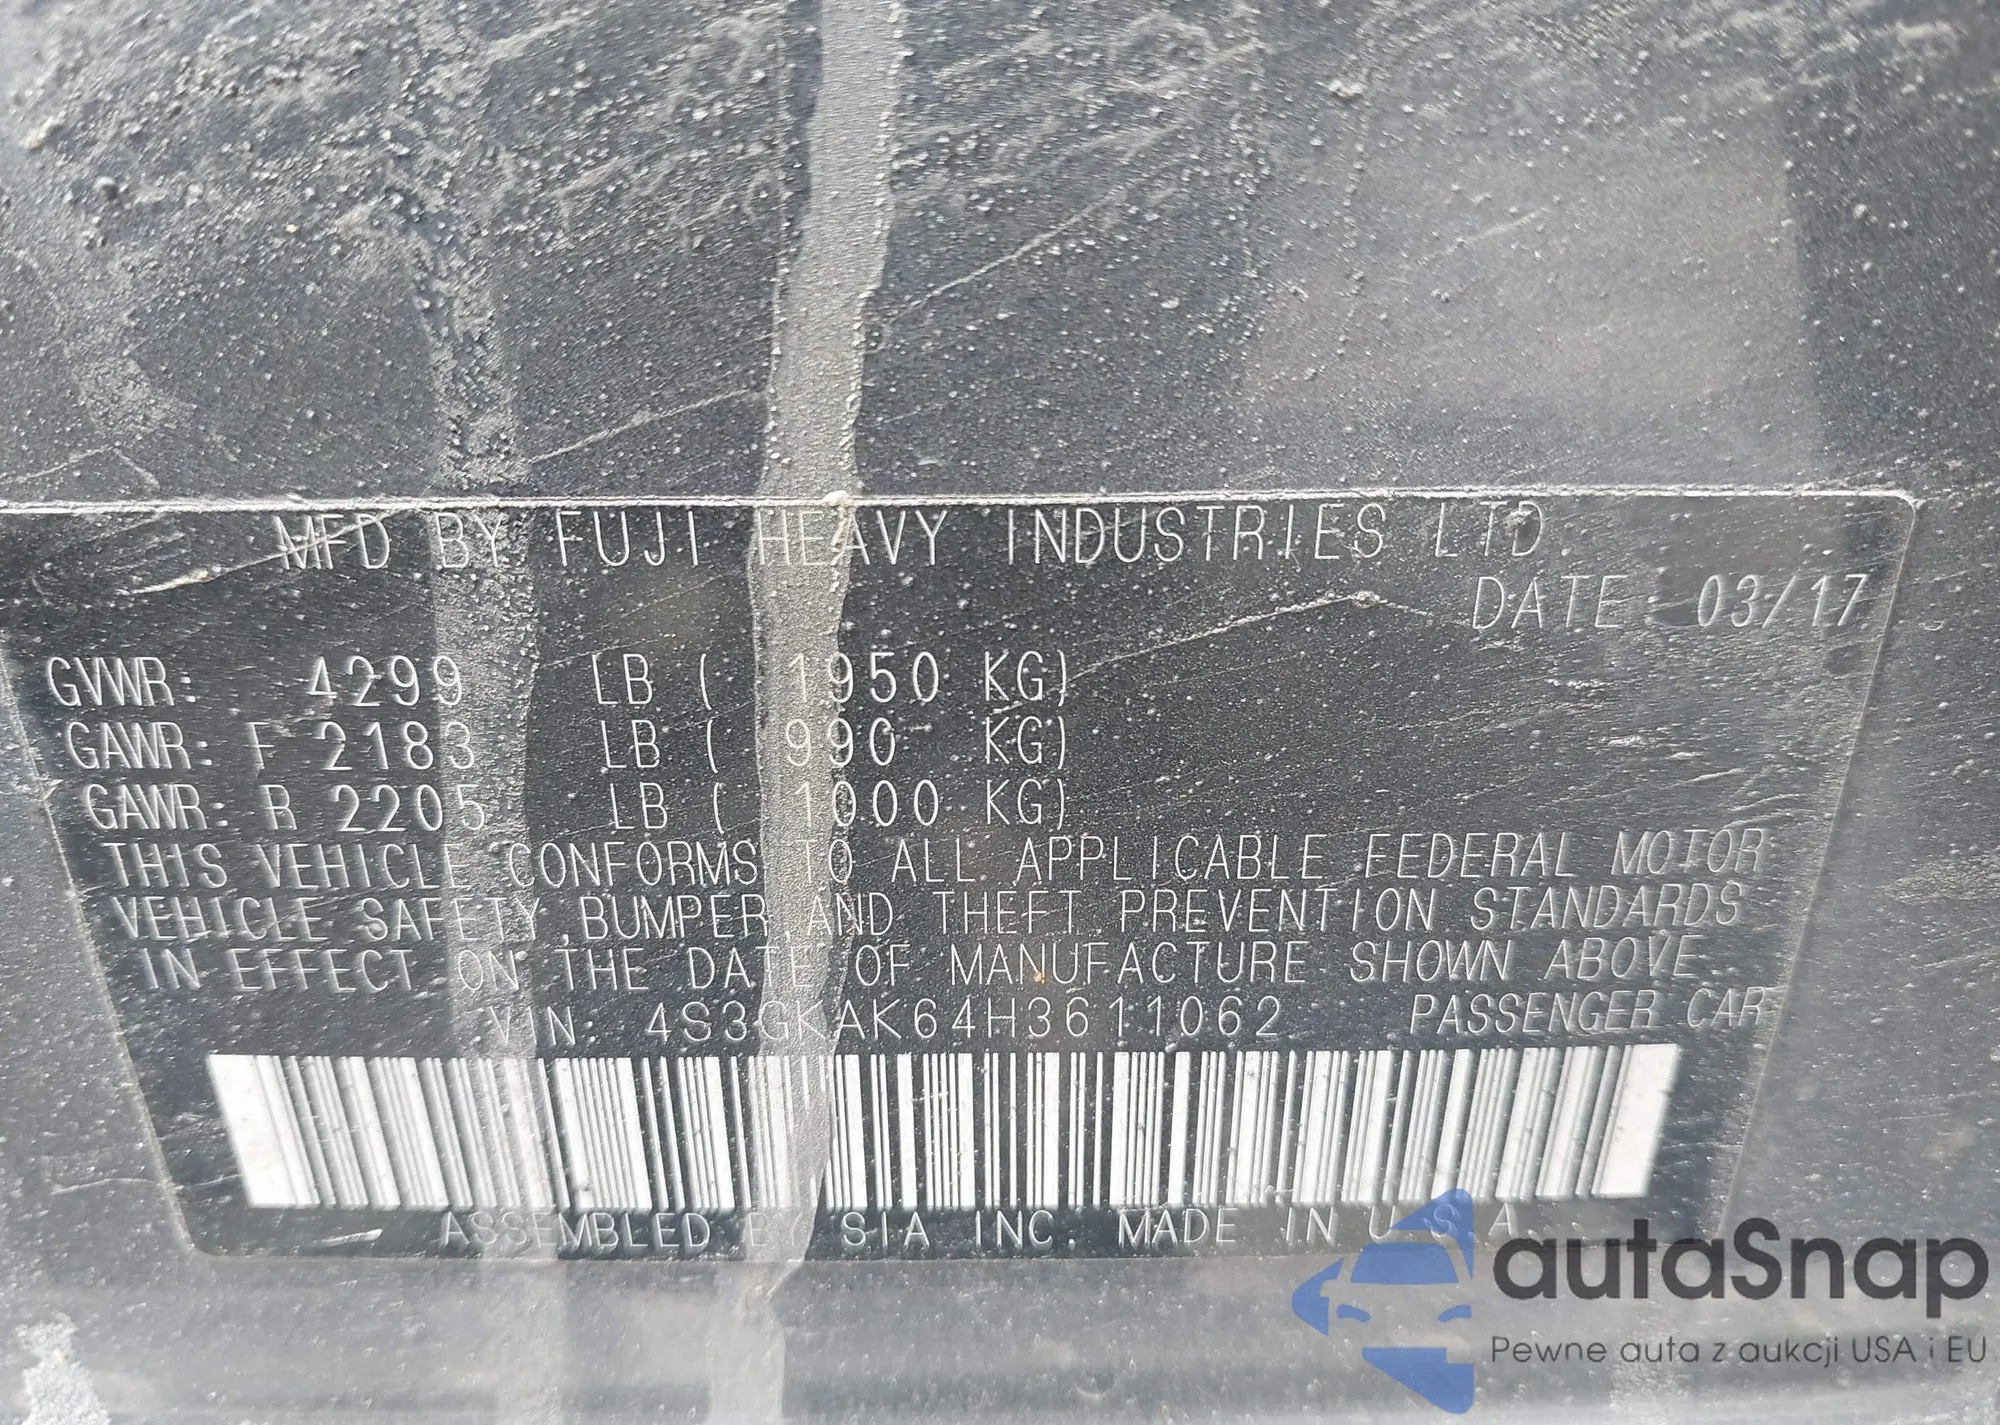 MFD BY FUJI HEAVY INDUSTRIES LTD.
DATE: 03/17
GVWR: 4299 LB ( 1950 KG)
GAWR: F 2183 LB ( 990 KG)
GAWR: R 2205 LB ( 1000 KG)
THIS VEHICLE CONFORMS TO ALL APPLICABLE FEDERAL MOTOR
VEHICLE SAFETY, BUMPER, AND THEFT PREVENTION STANDARDS
IN EFFECT ON THE DATE OF MANUFACTURE SHOWN ABOVE
VIN: 4S3GKAK64H3611062 PASSENGER CAR
ASSEMBLED BY SIA INC. MADE IN U.S.A.
autaSnap
Pewne auta z aukcji USA i EU